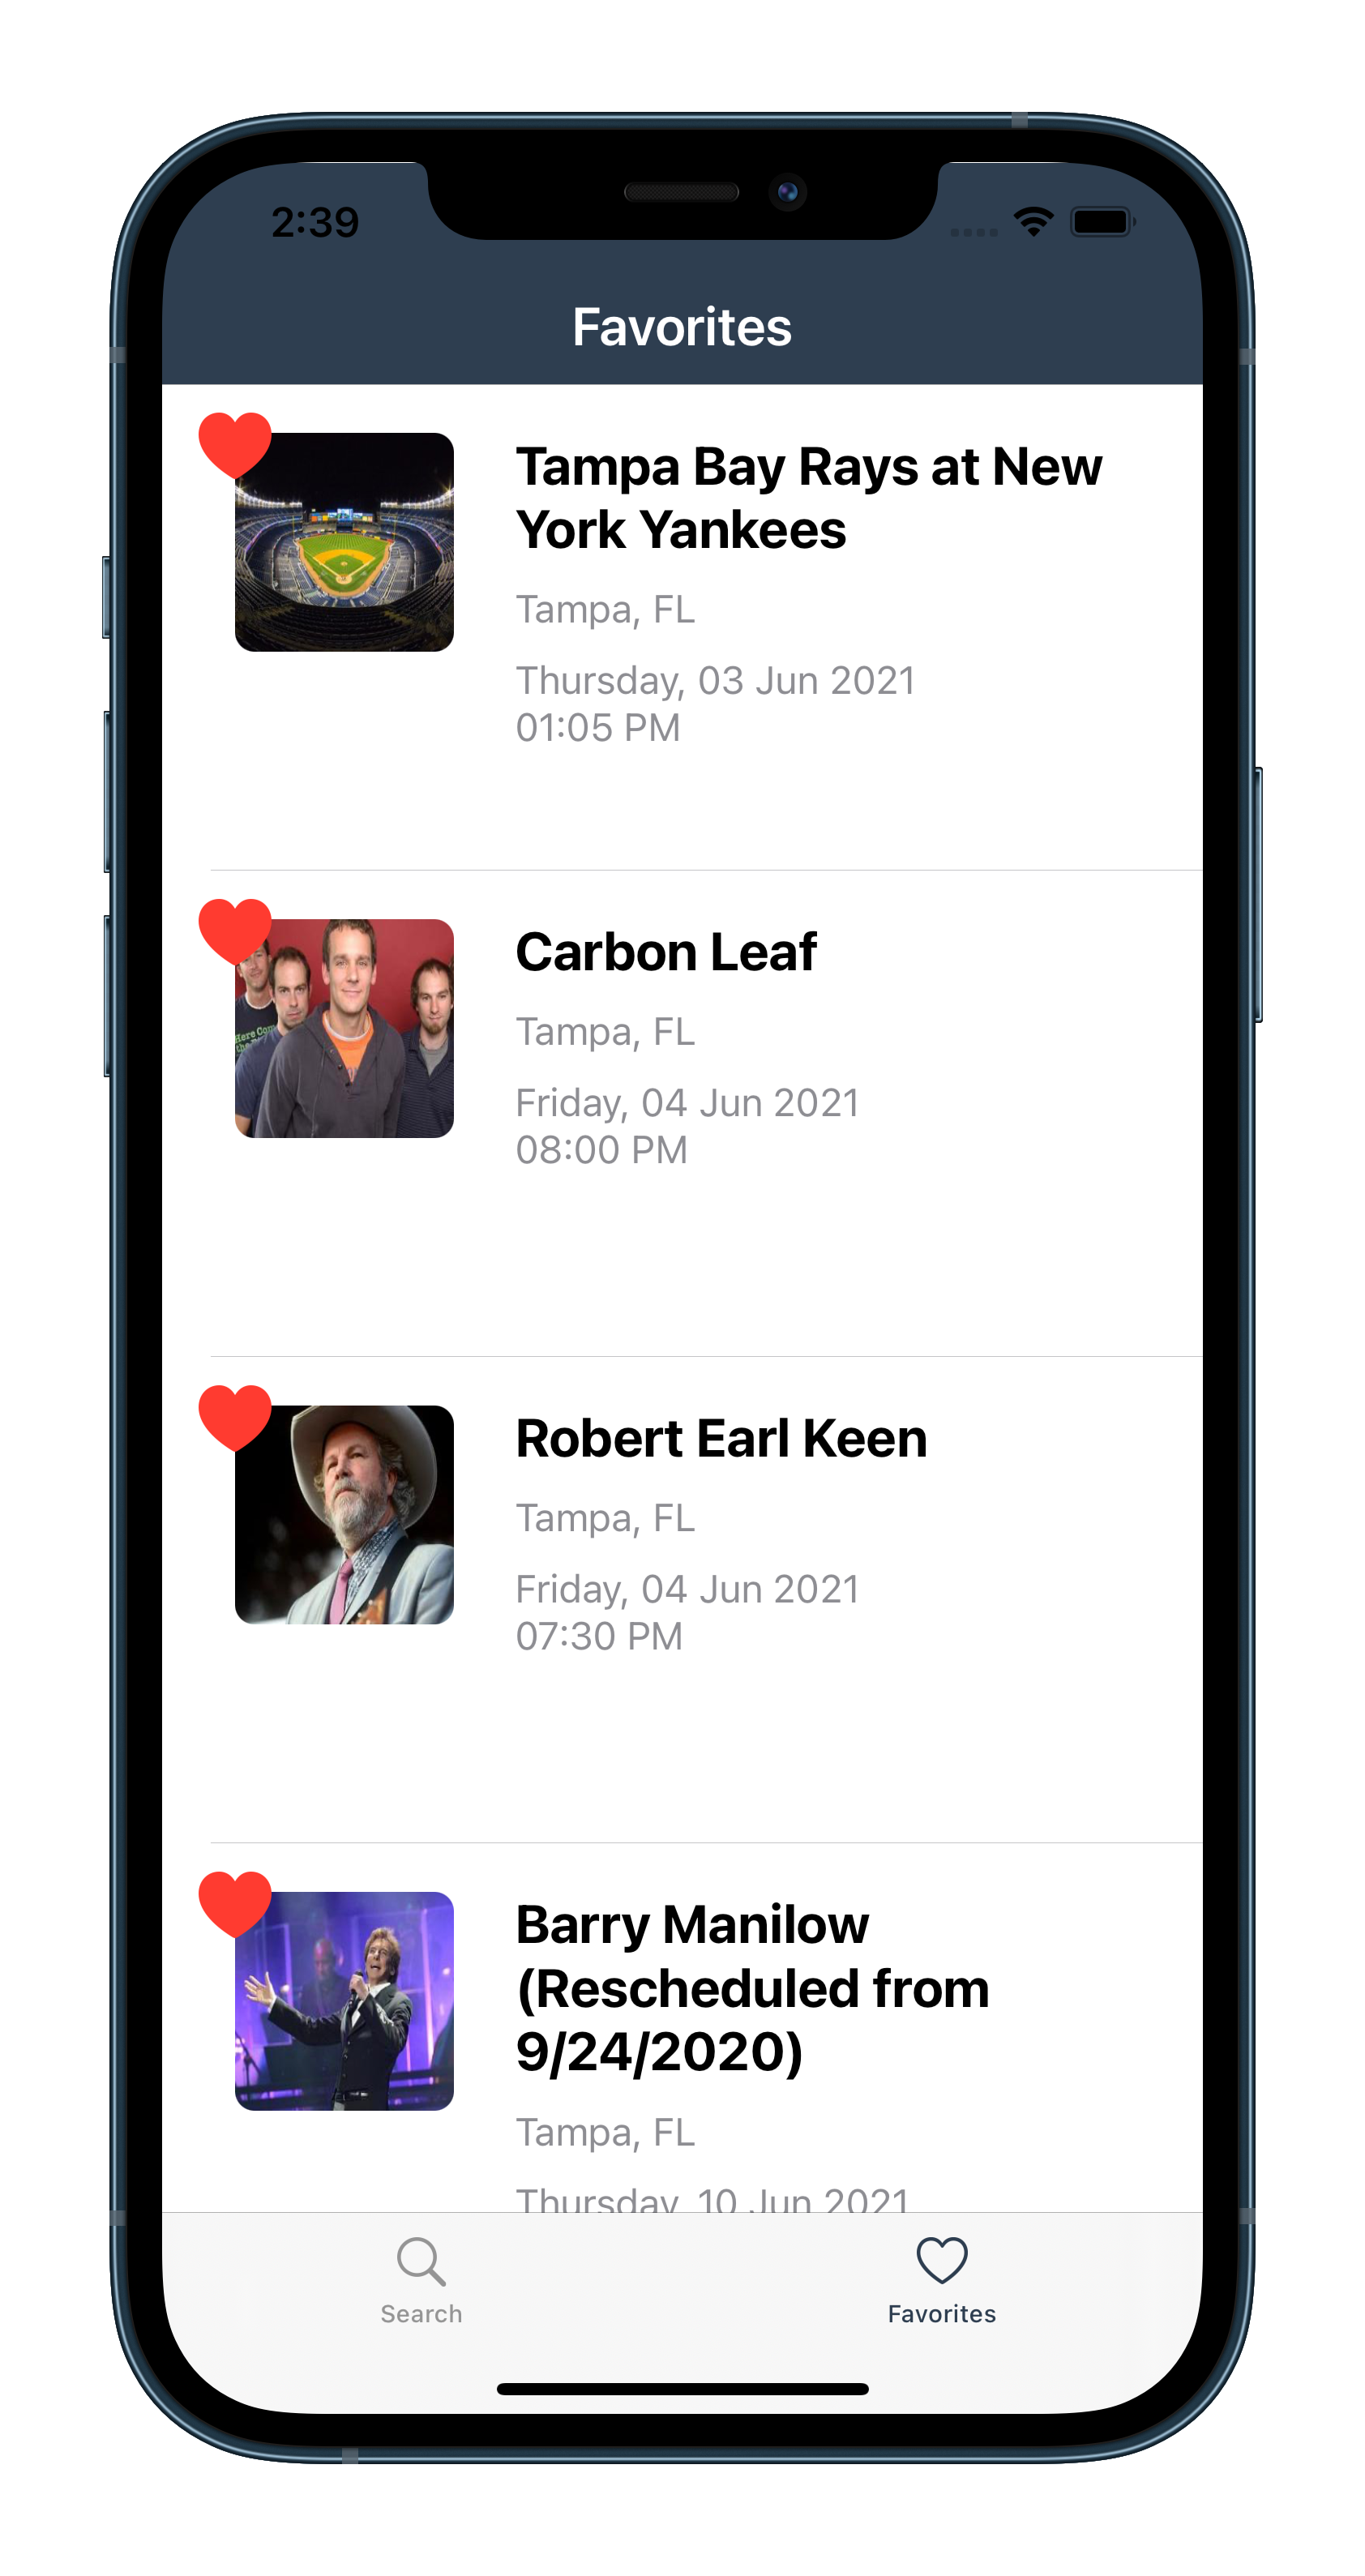 2:39
Favorites
Tampa Bay Rays at New
York Yankees
Tampa, FL
Thursday, 03 Jun 2021
01:05 PM
Carbon Leaf
Tampa, FL
Friday, 04 Jun 2021
08:00 PM
Here Com
the
Robert Earl Keen
Tampa, FL
Friday, 04 Jun 2021
07:30 PM
Barry Manilow
(Rescheduled from
9/24/2020)
Tampa, FL
Thursday, 10 Jun 2021
Search
Favorites